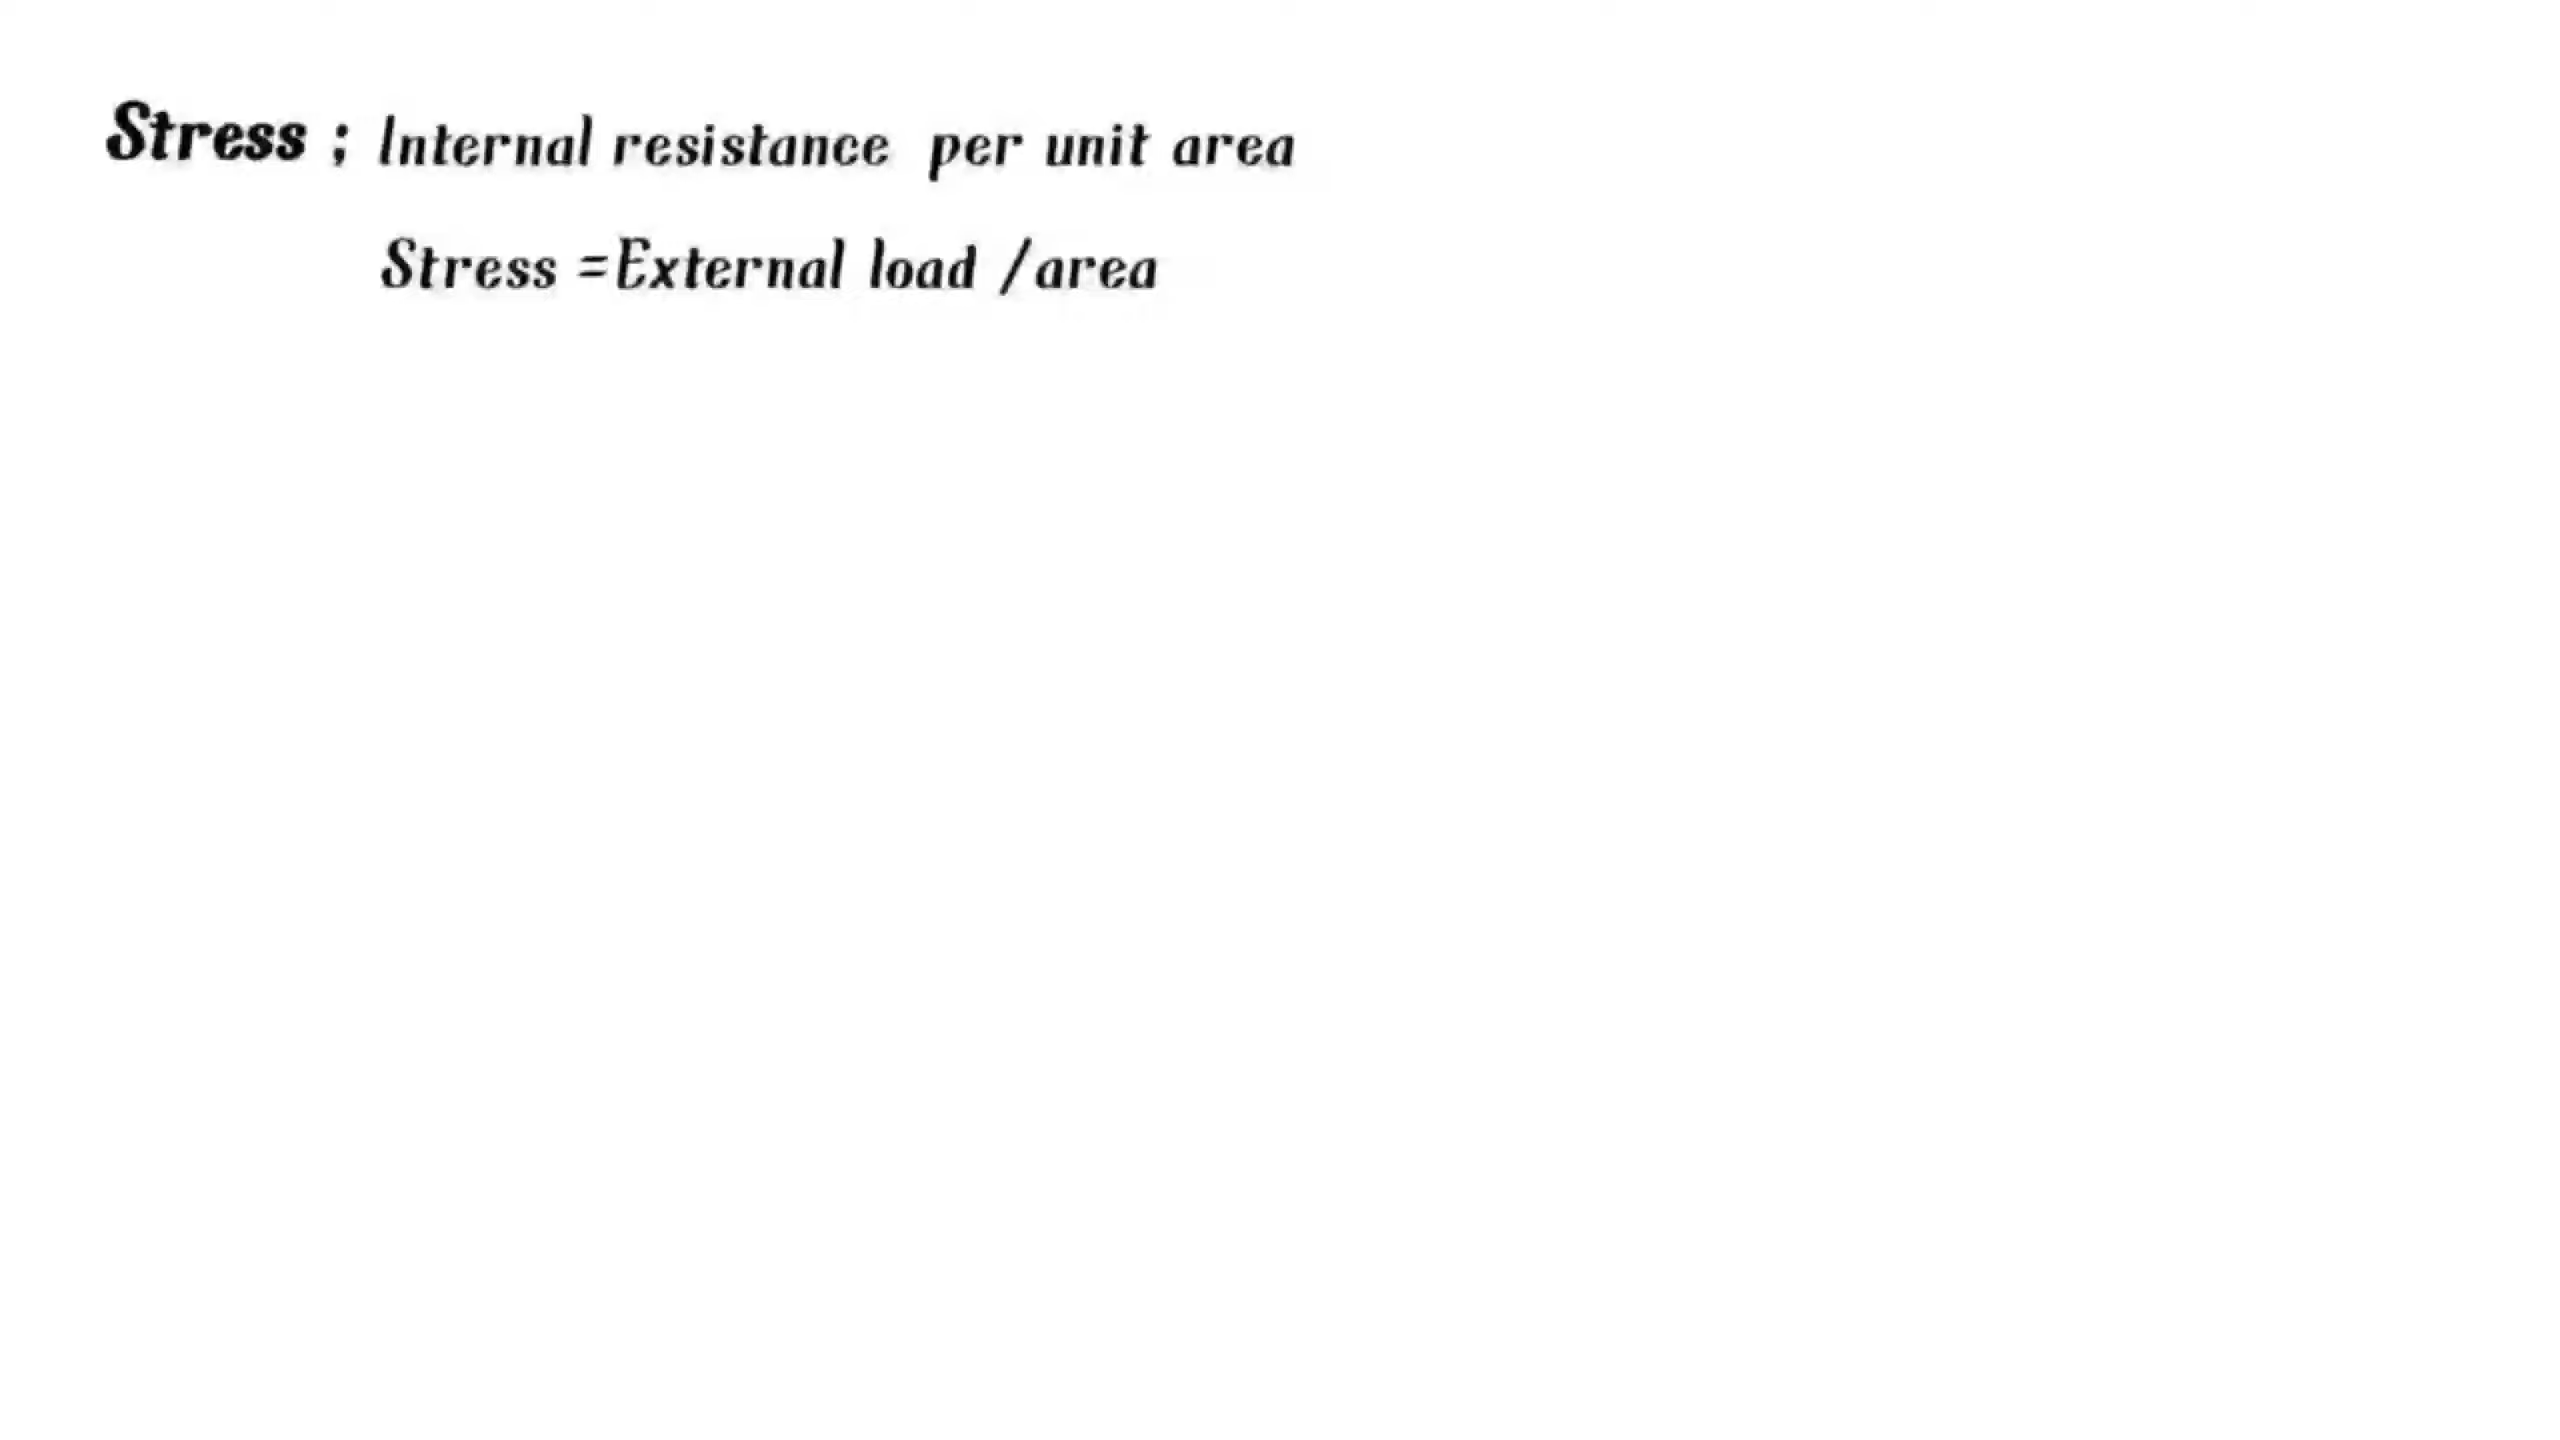 Stress ; Internal resistance per unit area
Stress =External load /area